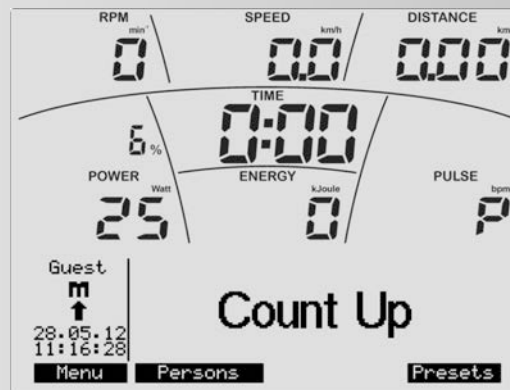 RPM SPEED DISTANCE
min⁻¹ km/h km
0 0.0 0.00
TIME
0:00
6 %
POWER ENERGY PULSE
Watt kJoule bpm
25 0 P
Guest
m
28.05.12
11:16:28
Count Up
Menu Persons Presets